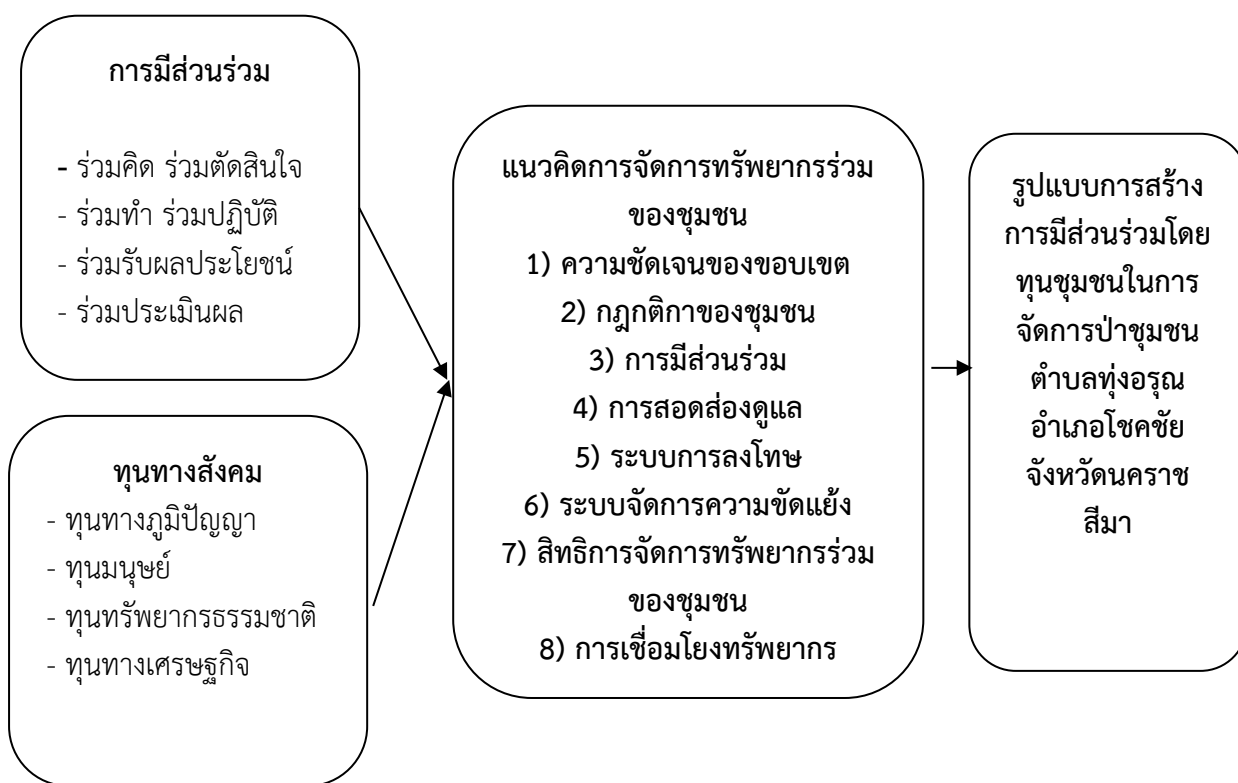 การมีส่วนร่วม
- ร่วมคิด ร่วมตัดสินใจ
- ร่วมทำ ร่วมปฏิบัติ
- ร่วมรับผลประโยชน์
- ร่วมประเมินผล
ทุนทางสังคม
- ทุนทางภูมิปัญญา
- ทุนมนุษย์
- ทุนทรัพยากรธรรมชาติ
- ทุนทางเศรษฐกิจ
แนวคิดการจัดการทรัพยากรร่วม
ของชุมชน
1) ความชัดเจนของขอบเขต
2) กฎกติกาของชุมชน
3) การมีส่วนร่วม
4) การสอดส่องดูแล
5) ระบบการลงโทษ
6) ระบบจัดการความขัดแย้ง
7) สิทธิการจัดการทรัพยากรร่วม
ของชุมชน
8) การเชื่อมโยงทรัพยากร
รูปแบบการสร้าง
การมีส่วนร่วมโดย
ทุนชุมชนในการ
จัดการป่าชุมชน
ตำบลทุ่งอรุณ
อำเภอโชคชัย
จังหวัดนคราช
สีมา